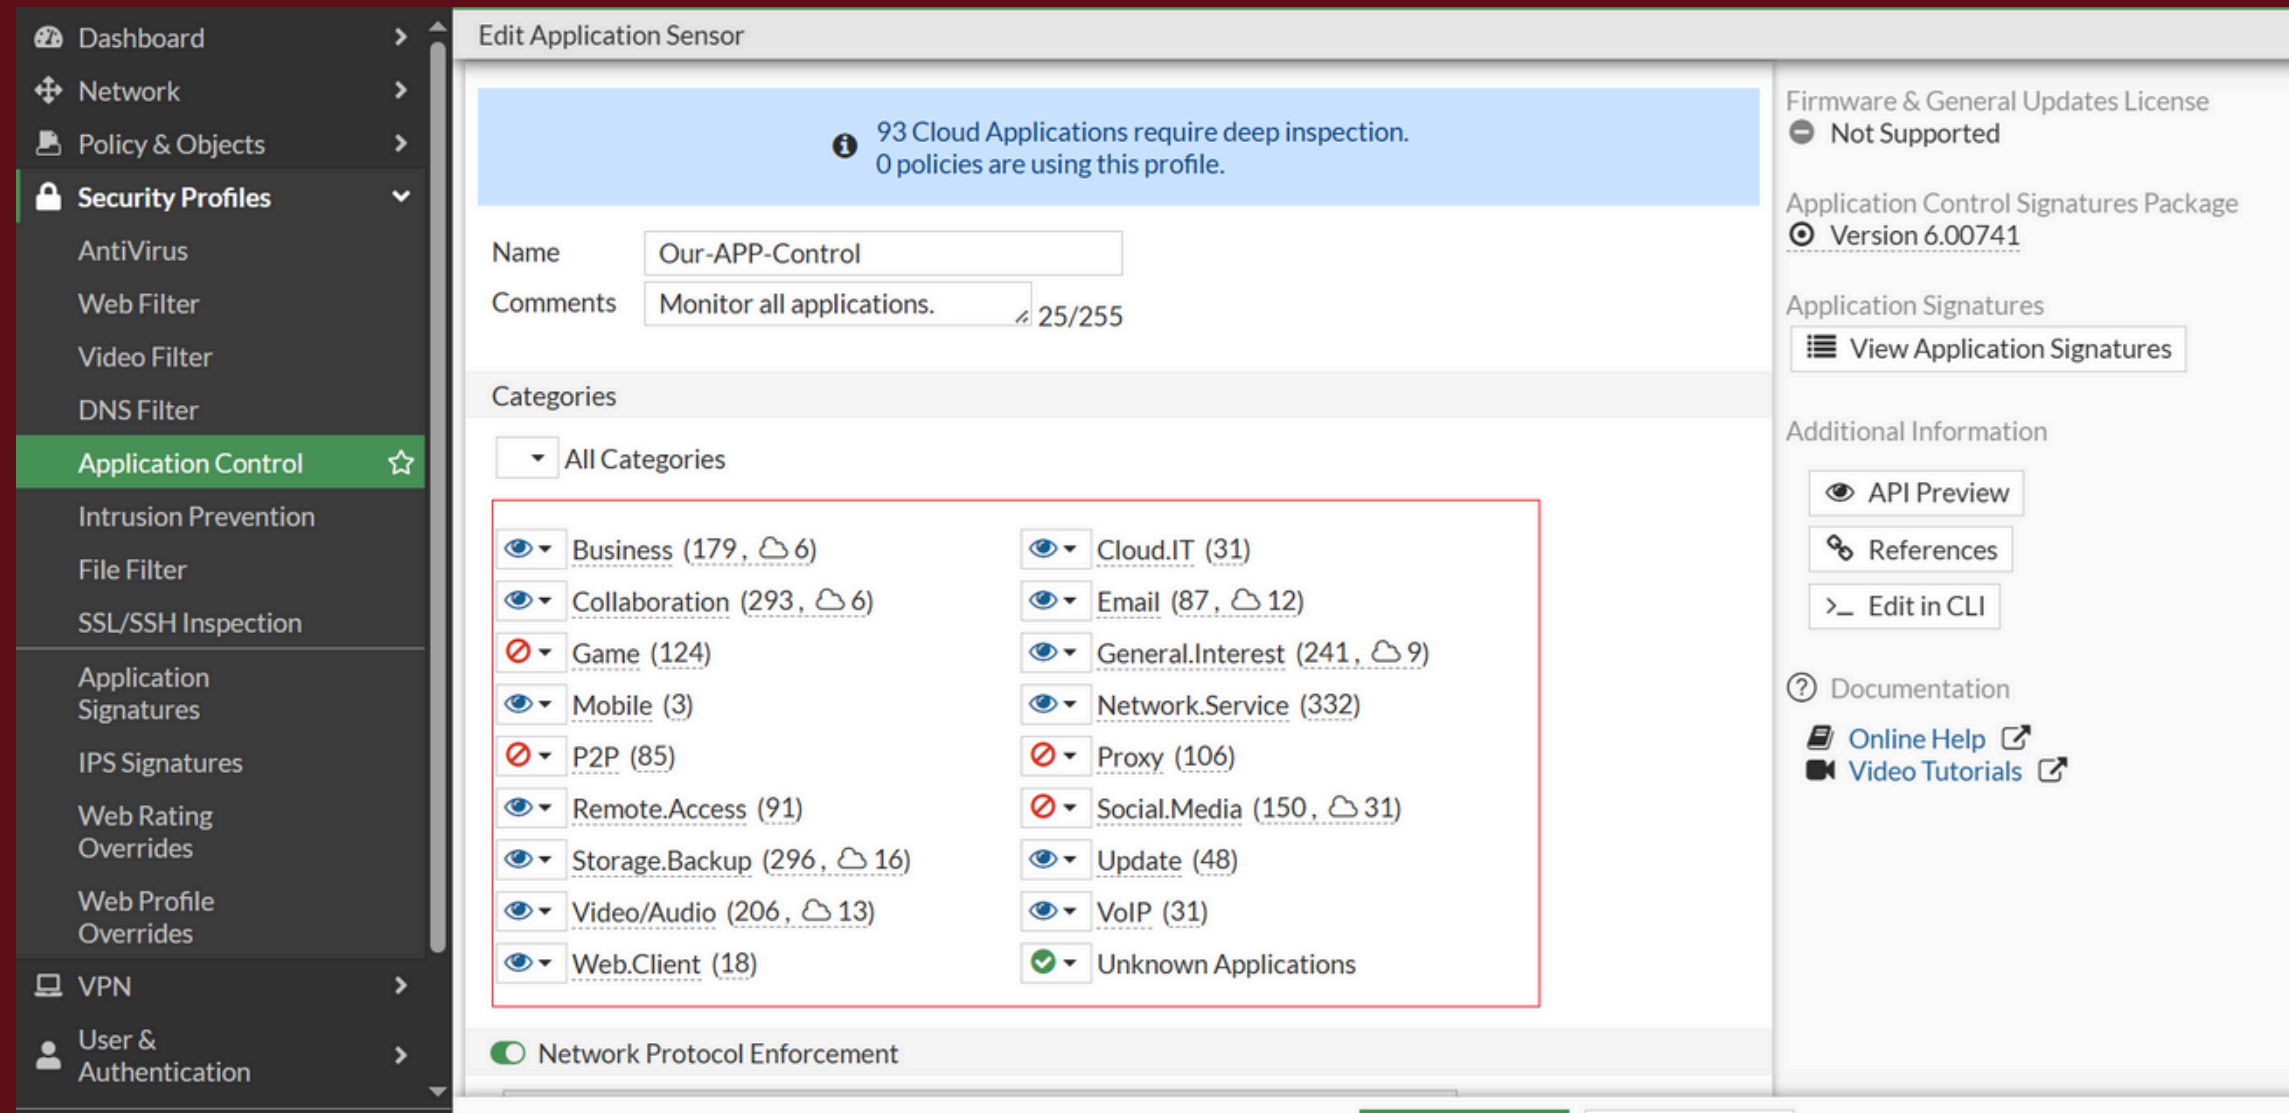 Dashboard
Network
Policy & Objects
Security Profiles
AntiVirus
Web Filter
Video Filter
DNS Filter
Application Control
Intrusion Prevention
File Filter
SSL/SSH Inspection
Application
Signatures
IPS Signatures
Web Rating
Overrides
Web Profile
Overrides
VPN
User &
Authentication
Edit Application Sensor
93 Cloud Applications require deep inspection.
0 policies are using this profile.
Name Our-APP-Control
Comments Monitor all applications. 25/255
Categories
All Categories
Business (179, 6) Cloud.IT (31)
Collaboration (293, 6) Email (87, 12)
Game (124) General.Interest (241, 9)
Mobile (3) Network.Service (332)
P2P (85) Proxy (106)
Remote.Access (91) Social.Media (150, 31)
Storage.Backup (296, 16) Update (48)
Video/Audio (206, 13) VoIP (31)
Web.Client (18) Unknown Applications
Network Protocol Enforcement
Firmware & General Updates License
Not Supported
Application Control Signatures Package
Version 6.00741
Application Signatures
View Application Signatures
Additional Information
API Preview
References
>_ Edit in CLI
Documentation
Online Help
Video Tutorials